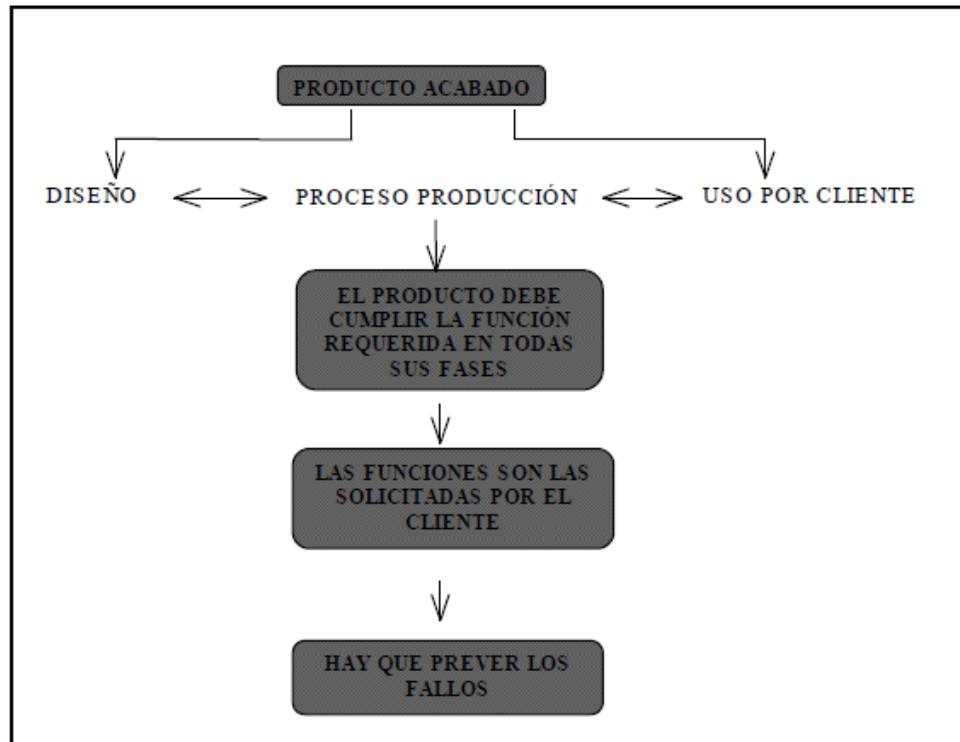 PRODUCTO ACABADO
DISEÑO
PROCESO PRODUCCIÓN
USO POR CLIENTE
EL PRODUCTO DEBE
CUMPLIR LA FUNCIÓN
REQUERIDA EN TODAS
SUS FASES
LAS FUNCIONES SON LAS
SOLICITADAS POR EL
CLIENTE
HAY QUE PREVER LOS
FALLOS